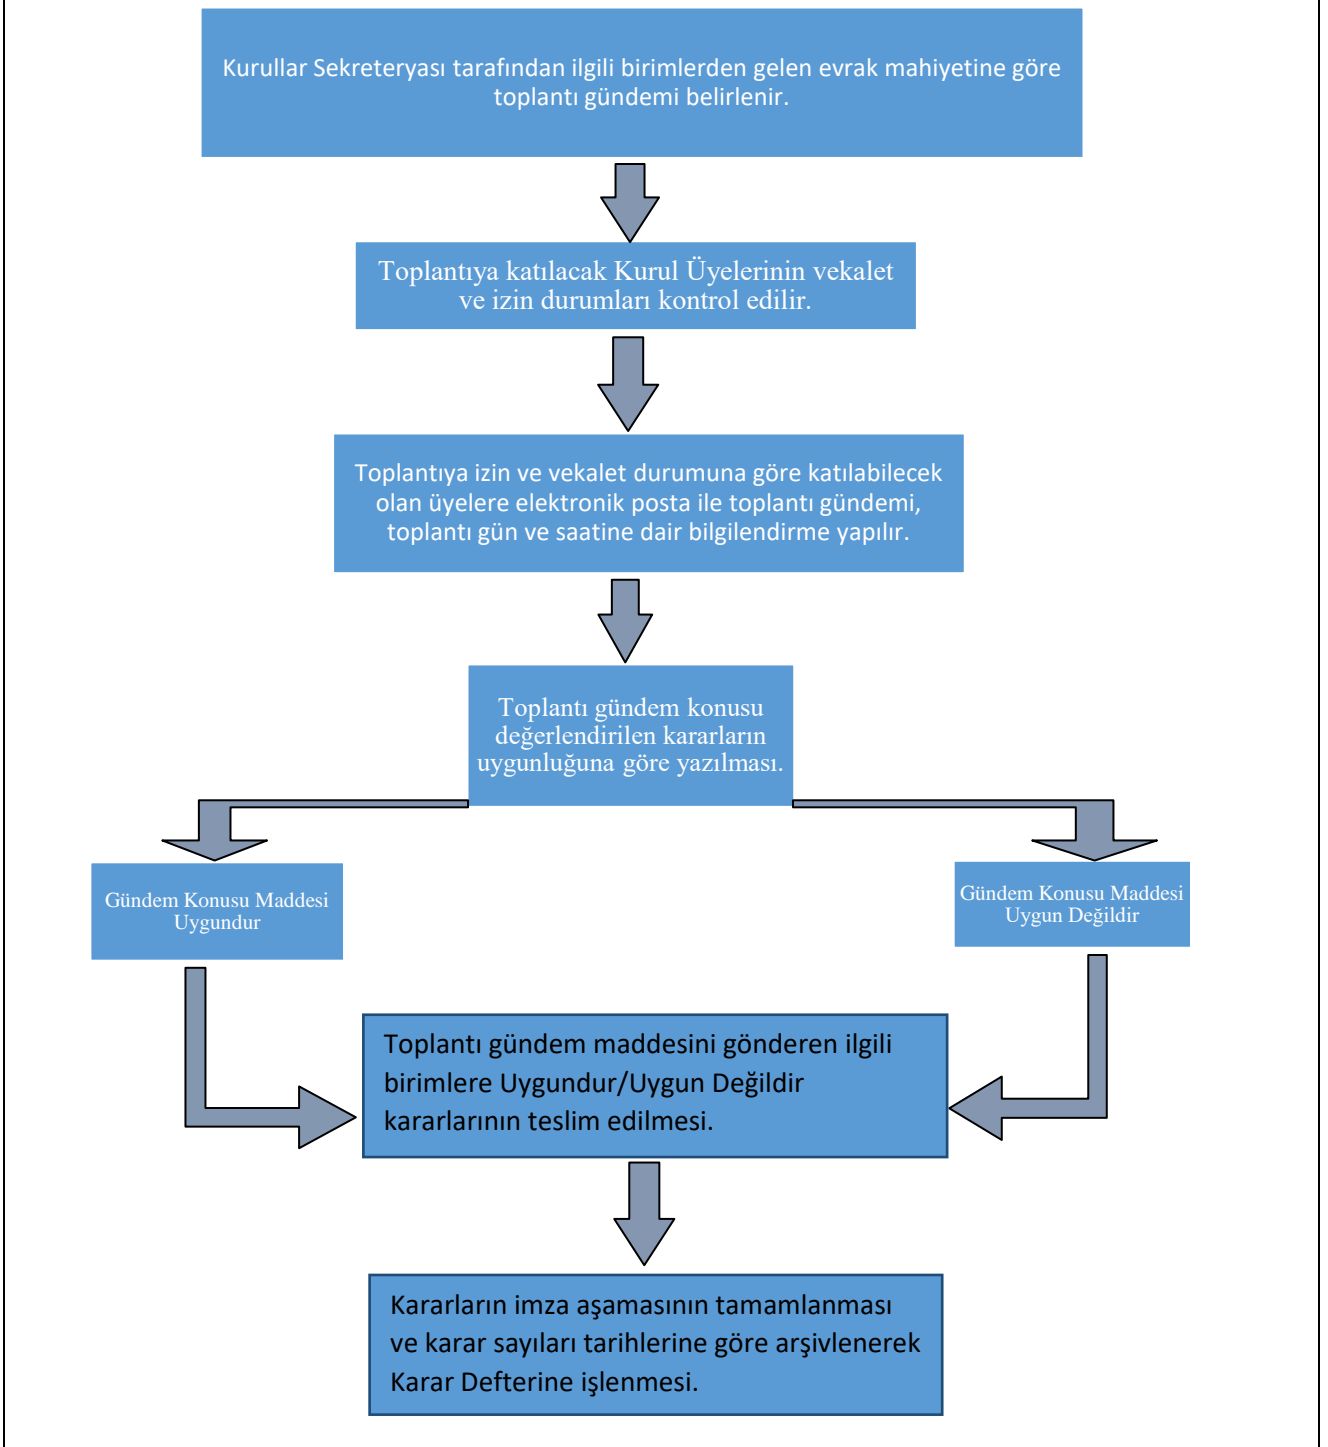 Kurullar Sekreteryası tarafından ilgili birimlerden gelen evrak mahiyetine göre
toplantı gündemi belirlenir.
Toplantıya katılacak Kurul Üyelerinin vekalet
ve izin durumları kontrol edilir.
Toplantıya izin ve vekalet durumuna göre katılabilecek
olan üyelere elektronik posta ile toplantı gündemi,
toplantı gün ve saatine dair bilgilendirme yapılır.
Toplantı gündem konusu
değerlendirilen kararların
uygunluğuna göre yazılması.
Gündem Konusu Maddesi
Uygundur
Gündem Konusu Maddesi
Uygun Değildir
Toplantı gündem maddesini gönderen ilgili
birimlere Uygundur/Uygun Değildir
kararlarının teslim edilmesi.
Kararların imza aşamasının tamamlanması
ve karar sayıları tarihlerine göre arşivlenerek
Karar Defterine işlenmesi.